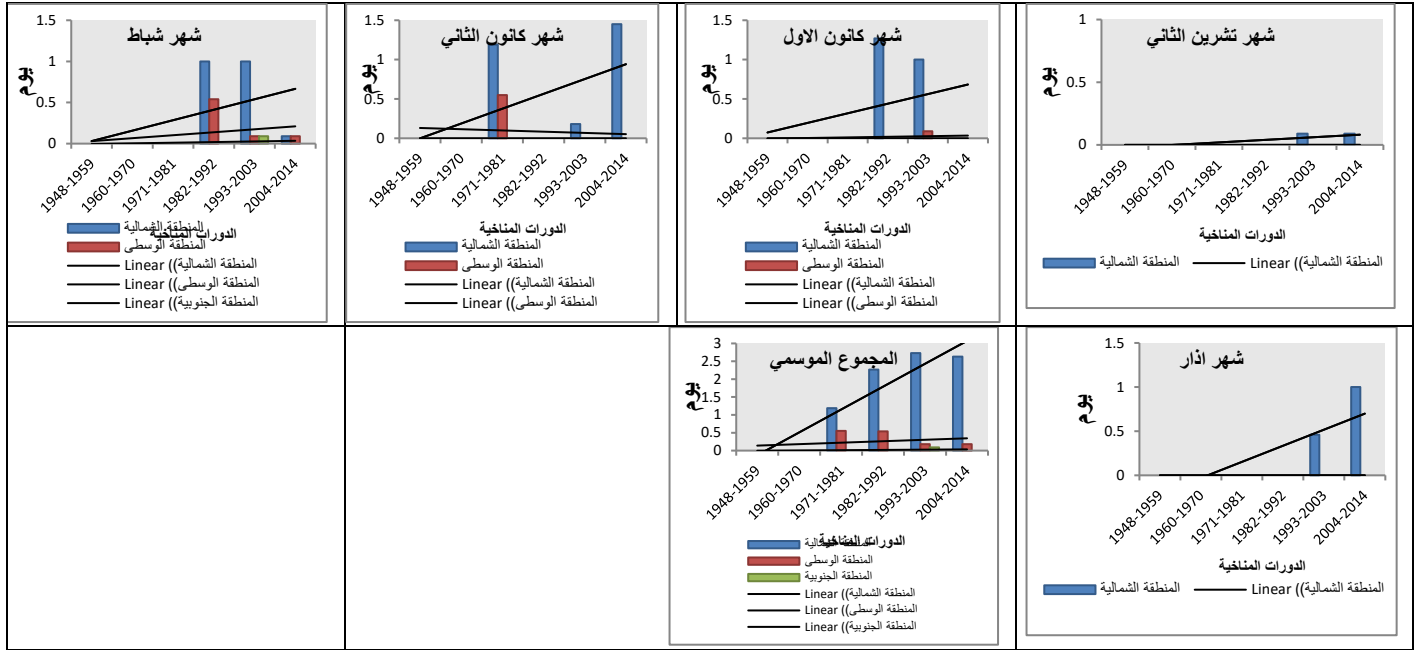 شهر تشرين الثاني
يوم
1
0.5
0
1948-1959
1960-1970
1971-1981
1982-1992
1993-2003
2004-2014
الدورات المناخية
المنطقة الشمالية
Linear ((المنطقة الشمالية
شهر كانون الاول
يوم
1.5
1
0.5
0
1948-1959
1960-1970
1971-1981
1982-1992
1993-2003
2004-2014
الدورات المناخية
المنطقة الشمالية
المنطقة الوسطى
Linear ((المنطقة الشمالية
Linear ((المنطقة الوسطى
شهر كانون الثاني
يوم
1.5
1
0.5
0
1948-1959
1960-1970
1971-1981
1982-1992
1993-2003
2004-2014
الدورات المناخية
المنطقة الشمالية
المنطقة الوسطى
Linear ((المنطقة الشمالية
Linear ((المنطقة الوسطى
شهر شباط
يوم
1.5
1
0.5
0
1948-1959
1960-1970
1971-1981
1982-1992
1993-2003
2004-2014
الدورات المناخية
المنطقة الشمالية
المنطقة الوسطى
Linear ((المنطقة الشمالية
Linear ((المنطقة الوسطى
Linear ((المنطقة الجنوبية
شهر اذار
يوم
1.5
1
0.5
0
1948-1959
1960-1970
1971-1981
1982-1992
1993-2003
2004-2014
الدورات المناخية
المنطقة الشمالية
Linear ((المنطقة الشمالية
المجموع الموسمي
يوم
3
2.5
2
1.5
1
0.5
0
1948-1959
1960-1970
1971-1981
1982-1992
1993-2003
2004-2014
الدورات المناخية
المنطقة الشمالية
المنطقة الوسطى
المنطقة الجنوبية
Linear ((المنطقة الشمالية
Linear ((المنطقة الوسطى
Linear ((المنطقة الجنوبية